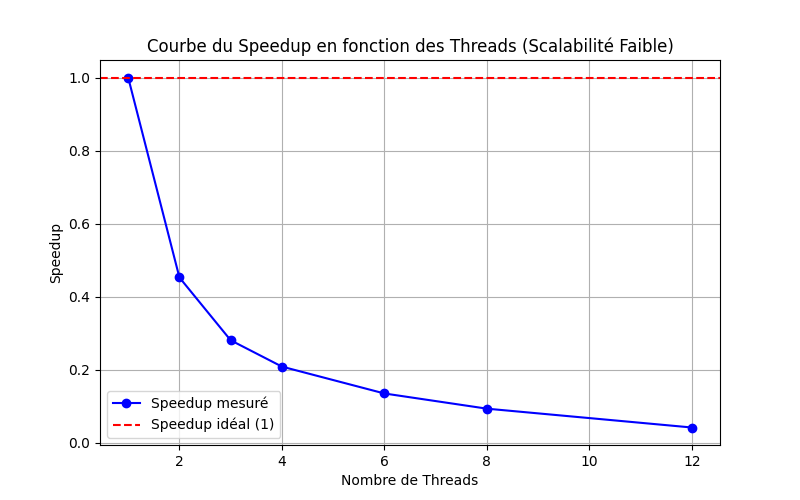 Courbe du Speedup en fonction des Threads (Scalabilité Faible)
1.0
0.8
0.6
0.4
0.2
0.0
Speedup
Speedup mesuré
Speedup idéal (1)
2 4 6 8 10 12
Nombre de Threads